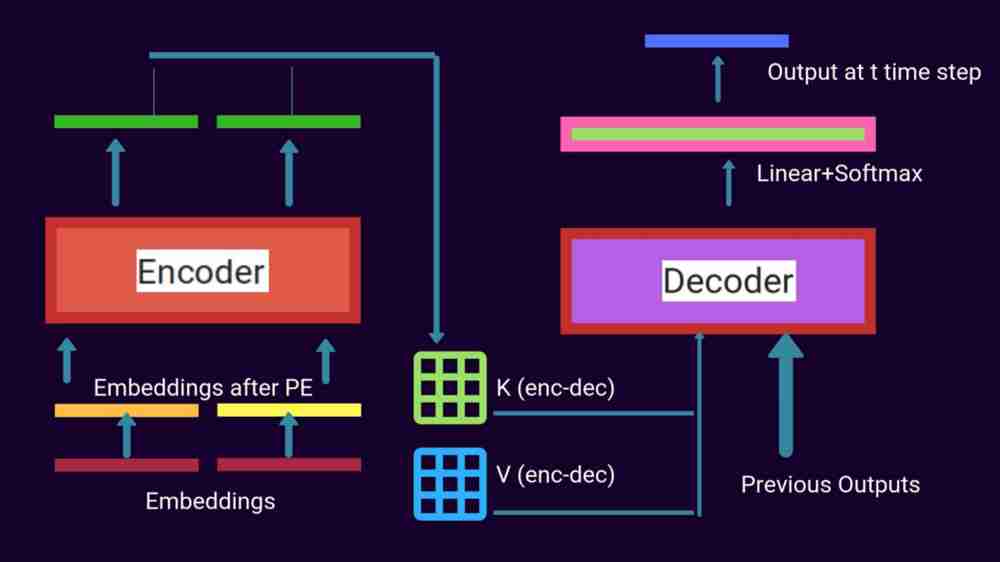 Output at t time step
Linear+Softmax
Encoder
Decoder
Embeddings after PE
K (enc-dec)
V (enc-dec)
Embeddings
Previous Outputs